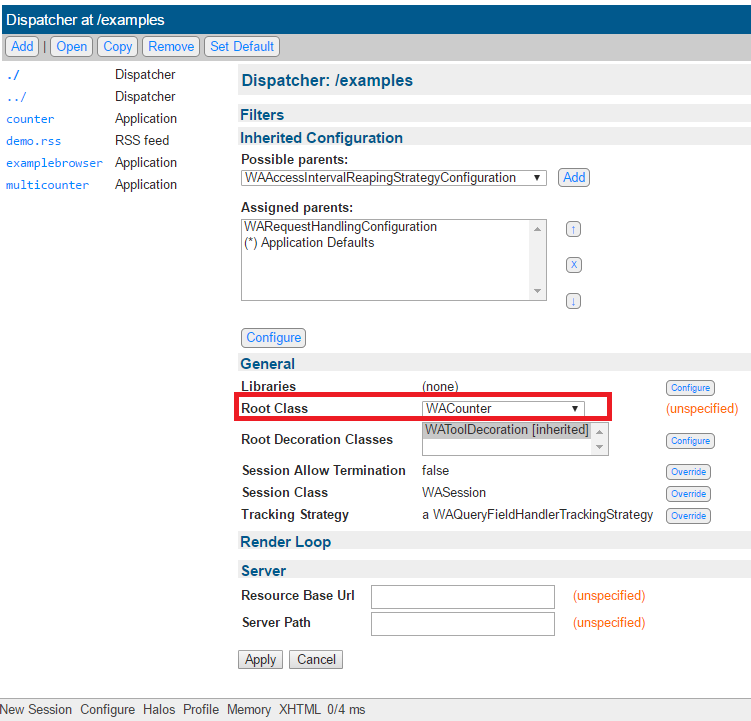 Dispatcher at /examples
Add | Open Copy Remove Set Default
./ Dispatcher
../ Dispatcher
counter Application
demo.rss RSS feed
examplebrowser Application
multicounter Application
Dispatcher: /examples
Filters
Inherited Configuration
Possible parents:
WAAccessIntervalReapingStrategyConfiguration ▼ Add
Assigned parents:
WARequestHandlingConfiguration
(*) Application Defaults
↑
X
↓
Configure
General
Libraries (none) Configure
Root Class WACounter ▼ (unspecified)
Root Decoration Classes WAToolDecoration [inherited] Configure
Session Allow Termination false Override
Session Class WASession Override
Tracking Strategy a WAQueryFieldHandlerTrackingStrategy Override
Render Loop
Server
Resource Base Url (unspecified)
Server Path (unspecified)
Apply Cancel
New Session Configure Halos Profile Memory XHTML 0/4 ms